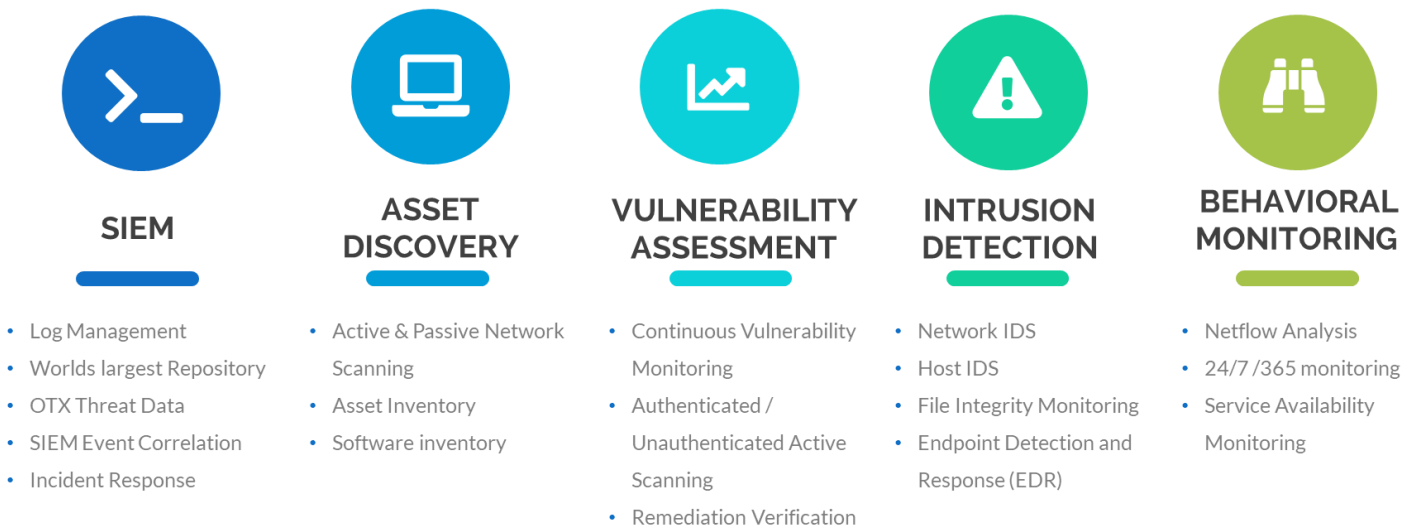 SIEM
• Log Management
• Worlds largest Repository
• OTX Threat Data
• SIEM Event Correlation
• Incident Response
ASSET
DISCOVERY
• Active & Passive Network
Scanning
• Asset Inventory
• Software inventory
VULNERABILITY
ASSESSMENT
• Continuous Vulnerability
Monitoring
• Authenticated /
Unauthenticated Active
Scanning
• Remediation Verification
INTRUSION
DETECTION
• Network IDS
• Host IDS
• File Integrity Monitoring
• Endpoint Detection and
Response (EDR)
BEHAVIORAL
MONITORING
• Netflow Analysis
• 24/7 /365 monitoring
• Service Availability
Monitoring